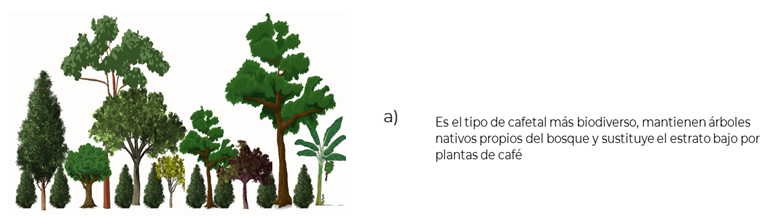 a)
Es el tipo de cafetal más biodiverso, mantienen árboles
nativos propios del bosque y sustituye el estrato bajo por
plantas de café